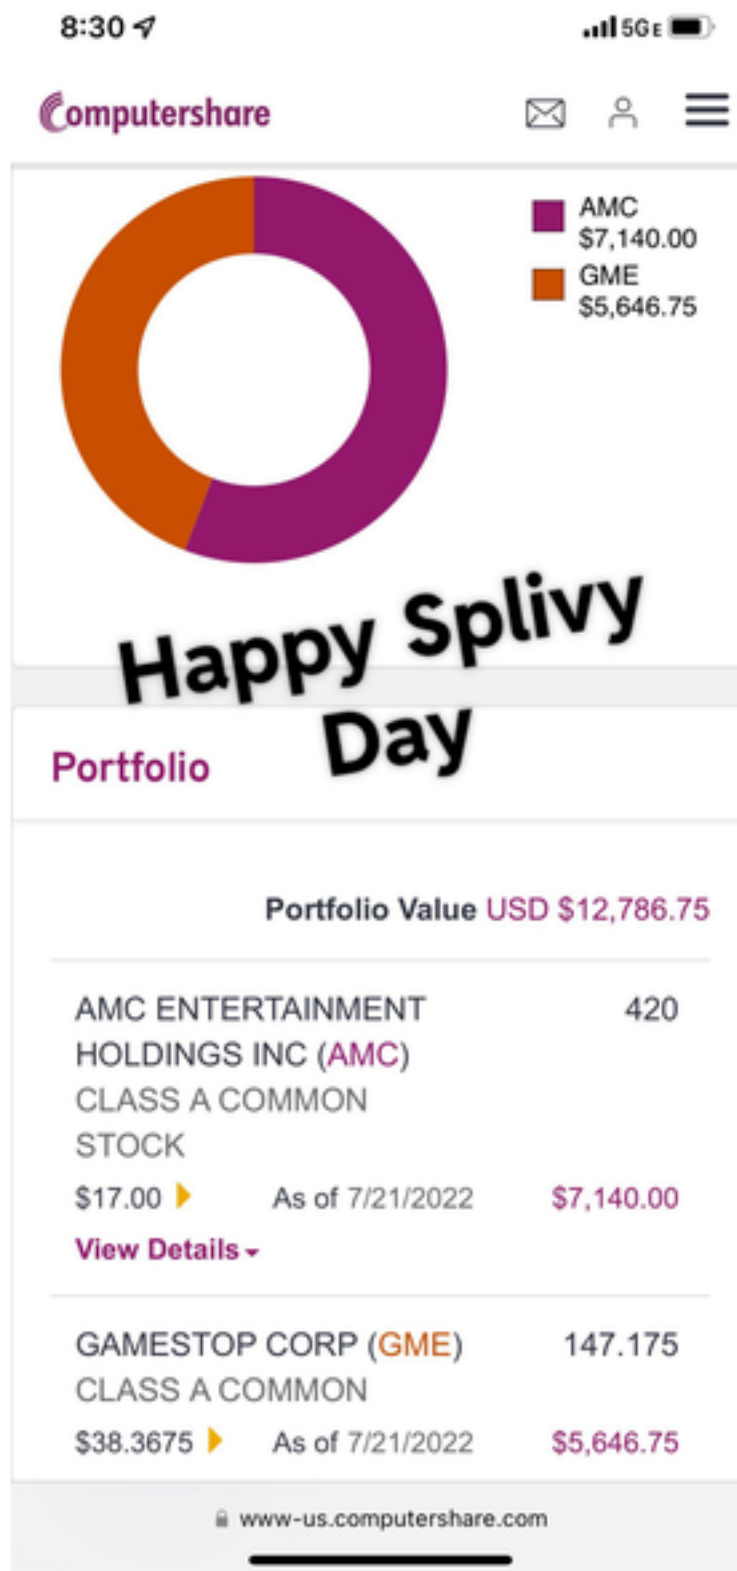 8:30
5GE
Computershare
AMC
$7,140.00
GME
$5,646.75
Happy Splivy
Day
Portfolio
Portfolio Value USD $12,786.75
AMC ENTERTAINMENT 420
HOLDINGS INC (AMC)
CLASS A COMMON
STOCK
$17.00 As of 7/21/2022 $7,140.00
View Details
GAMESTOP CORP (GME) 147.175
CLASS A COMMON
$38.3675 As of 7/21/2022 $5,646.75
www-us.computershare.com